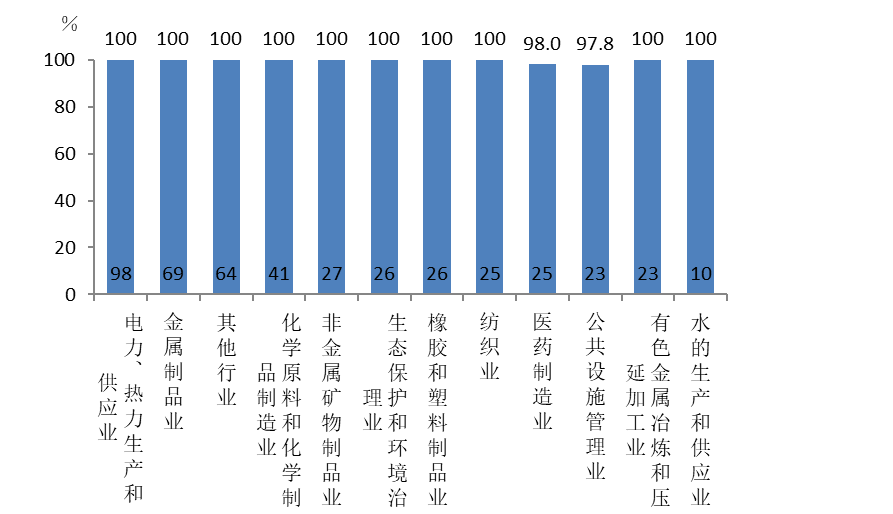 %
100 100 100 100 100 100 100 100 98.0 97.8 100 100
100
80
60
40
20
0
98 69 64 41 27 26 26 25 25 23 23 10
电力、热力生产和
供应业
金属制品业
其他行业
化学原料和化学制
品制造业
非金属矿物制品业
生态保护和环境治
理业
橡胶和塑料制品业
纺织业
医药制造业
公共设施管理业
有色金属冶炼和压
延加工业
水的生产和供应业